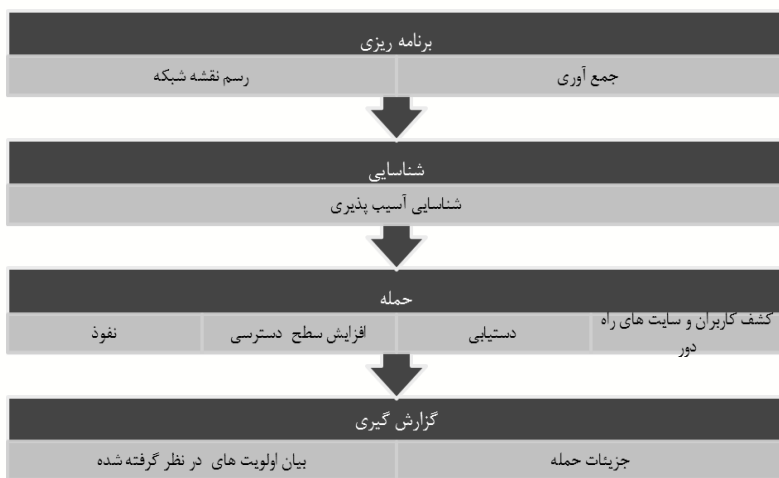 برنامه ریزی
جمع آوری
رسم نقشه شبکه
شناسایی
شناسایی آسیب پذیری
حمله
کشف کاربران و سایت های راه
دور
دستیابی
افزایش سطح دسترسی
نفوذ
گزارش گیری
جزیئات حمله
بیان اولویت های در نظر گرفته شده